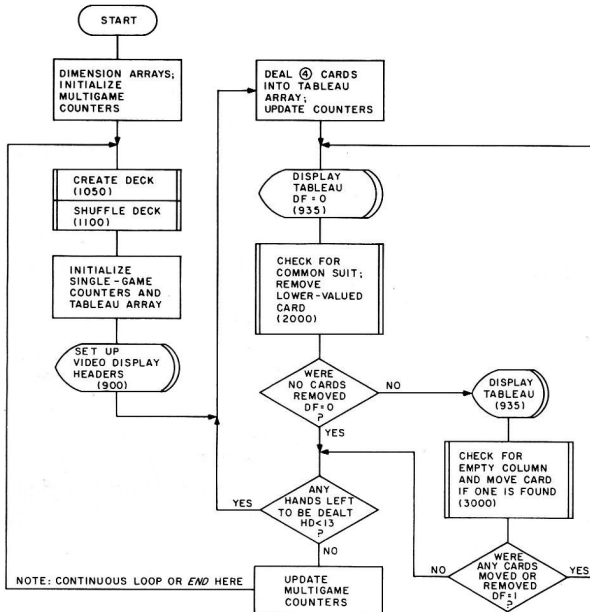 START
DIMENSION ARRAYS;
INITIALIZE
MULTIGAME
COUNTERS
CREATE DECK
(1050)
SHUFFLE DECK
(1100)
INITIALIZE
SINGLE-GAME
COUNTERS AND
TABLEAU ARRAY
SET UP
VIDEO DISPLAY
HEADERS
(900)
DEAL ④ CARDS
INTO TABLEAU
ARRAY;
UPDATE COUNTERS
DISPLAY
TABLEAU
DF = 0
(935)
CHECK FOR
COMMON SUIT;
REMOVE
LOWER-VALUED
CARD
(2000)
WERE
NO CARDS
REMOVED
DF=0
?
NO
YES
DISPLAY
TABLEAU
(935)
CHECK FOR
EMPTY COLUMN
AND MOVE CARD
IF ONE IS FOUND
(3000)
WERE
ANY CARDS
MOVED OR
REMOVED
DF=1
?
NO
YES
ANY
HANDS LEFT
TO BE DEALT
HD<13
?
YES
NO
NOTE: CONTINUOUS LOOP OR END HERE
UPDATE
MULTIGAME
COUNTERS